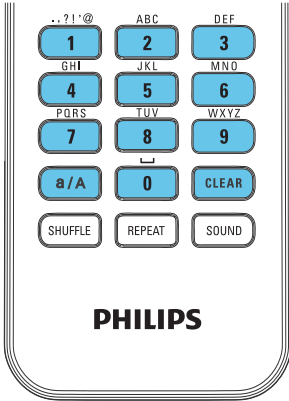 .,?!'@ ABC DEF
1 2 3
GHI JKL MNO
4 5 6
PQRS TUV WXYZ
7 8 9
a/A 0 CLEAR
SHUFFLE REPEAT SOUND
PHILIPS